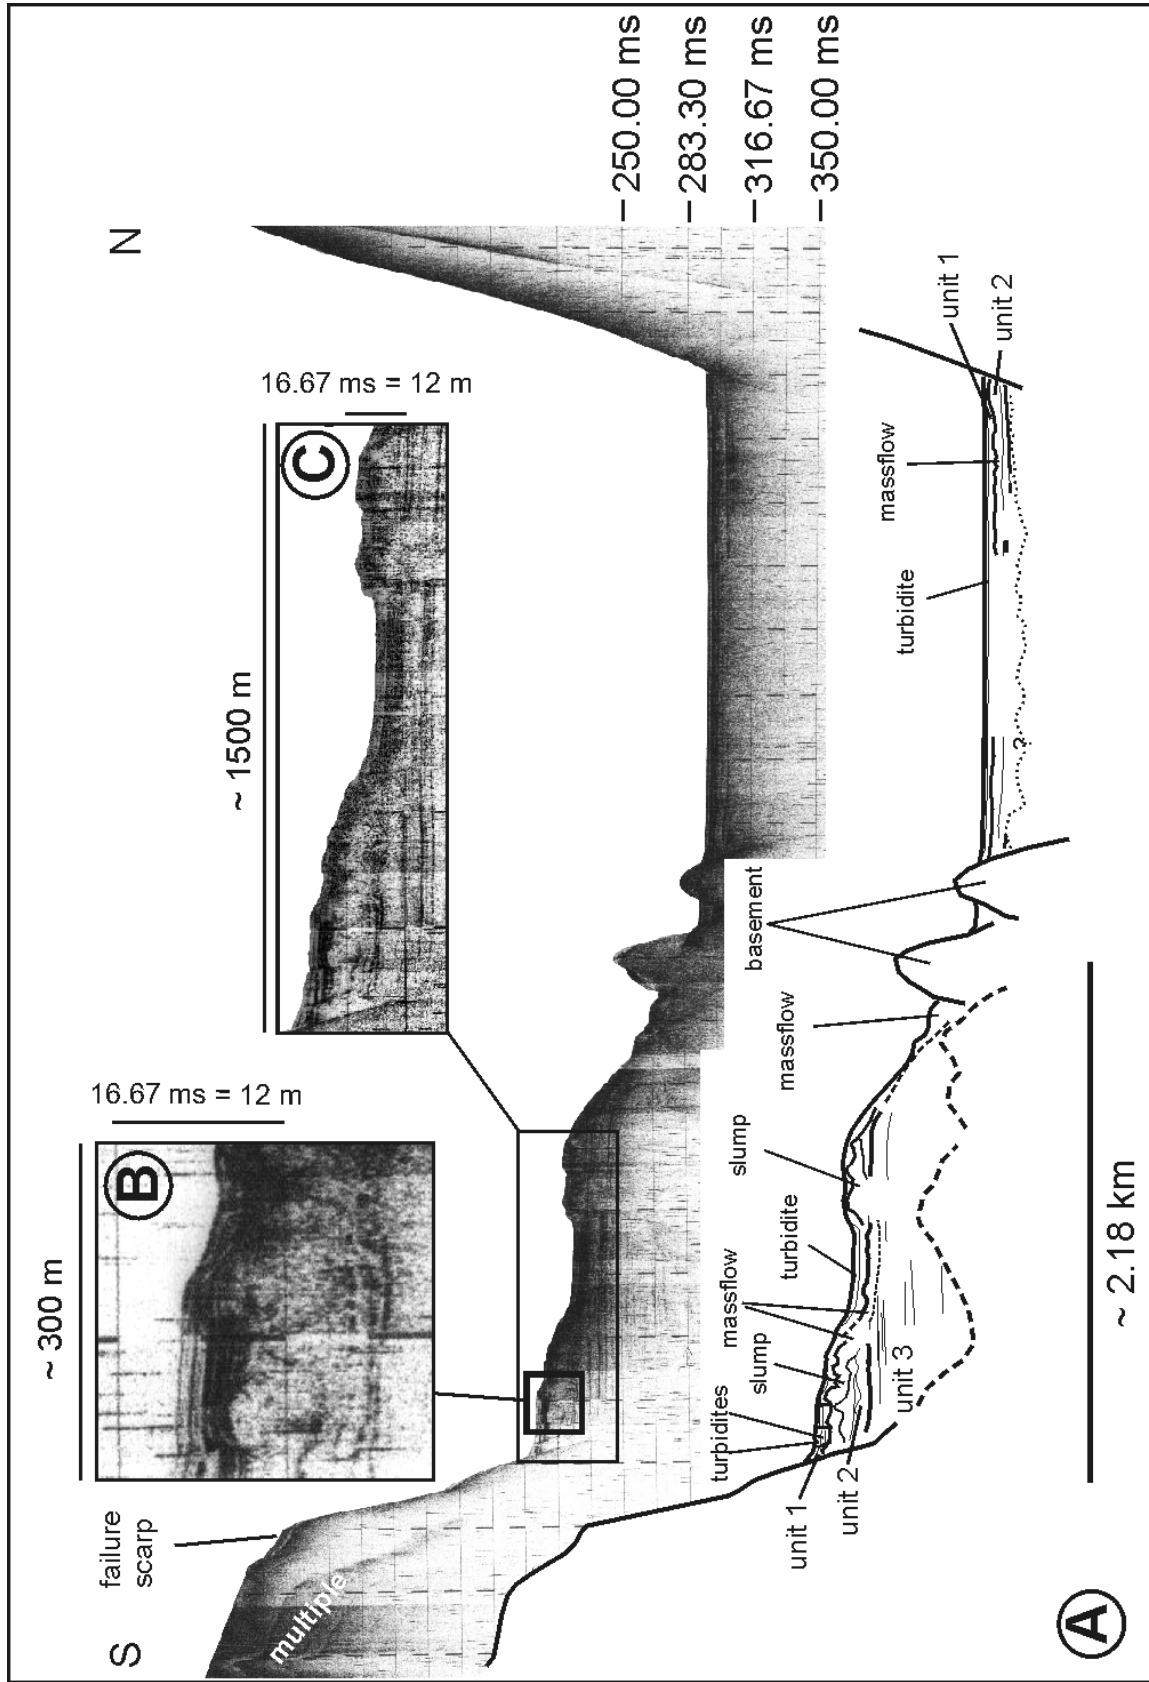 S
N
failure
scarp
multiple
~ 300 m
16.67 ms = 12 m
B
~ 1500 m
16.67 ms = 12 m
C
250.00 ms
283.30 ms
316.67 ms
350.00 ms
turbidites
slump
massflow
turbidite
slump
massflow
basement
turbidite
massflow
unit 1
unit 2
unit 1
unit 2
unit 3
?
~ 2.18 km
A